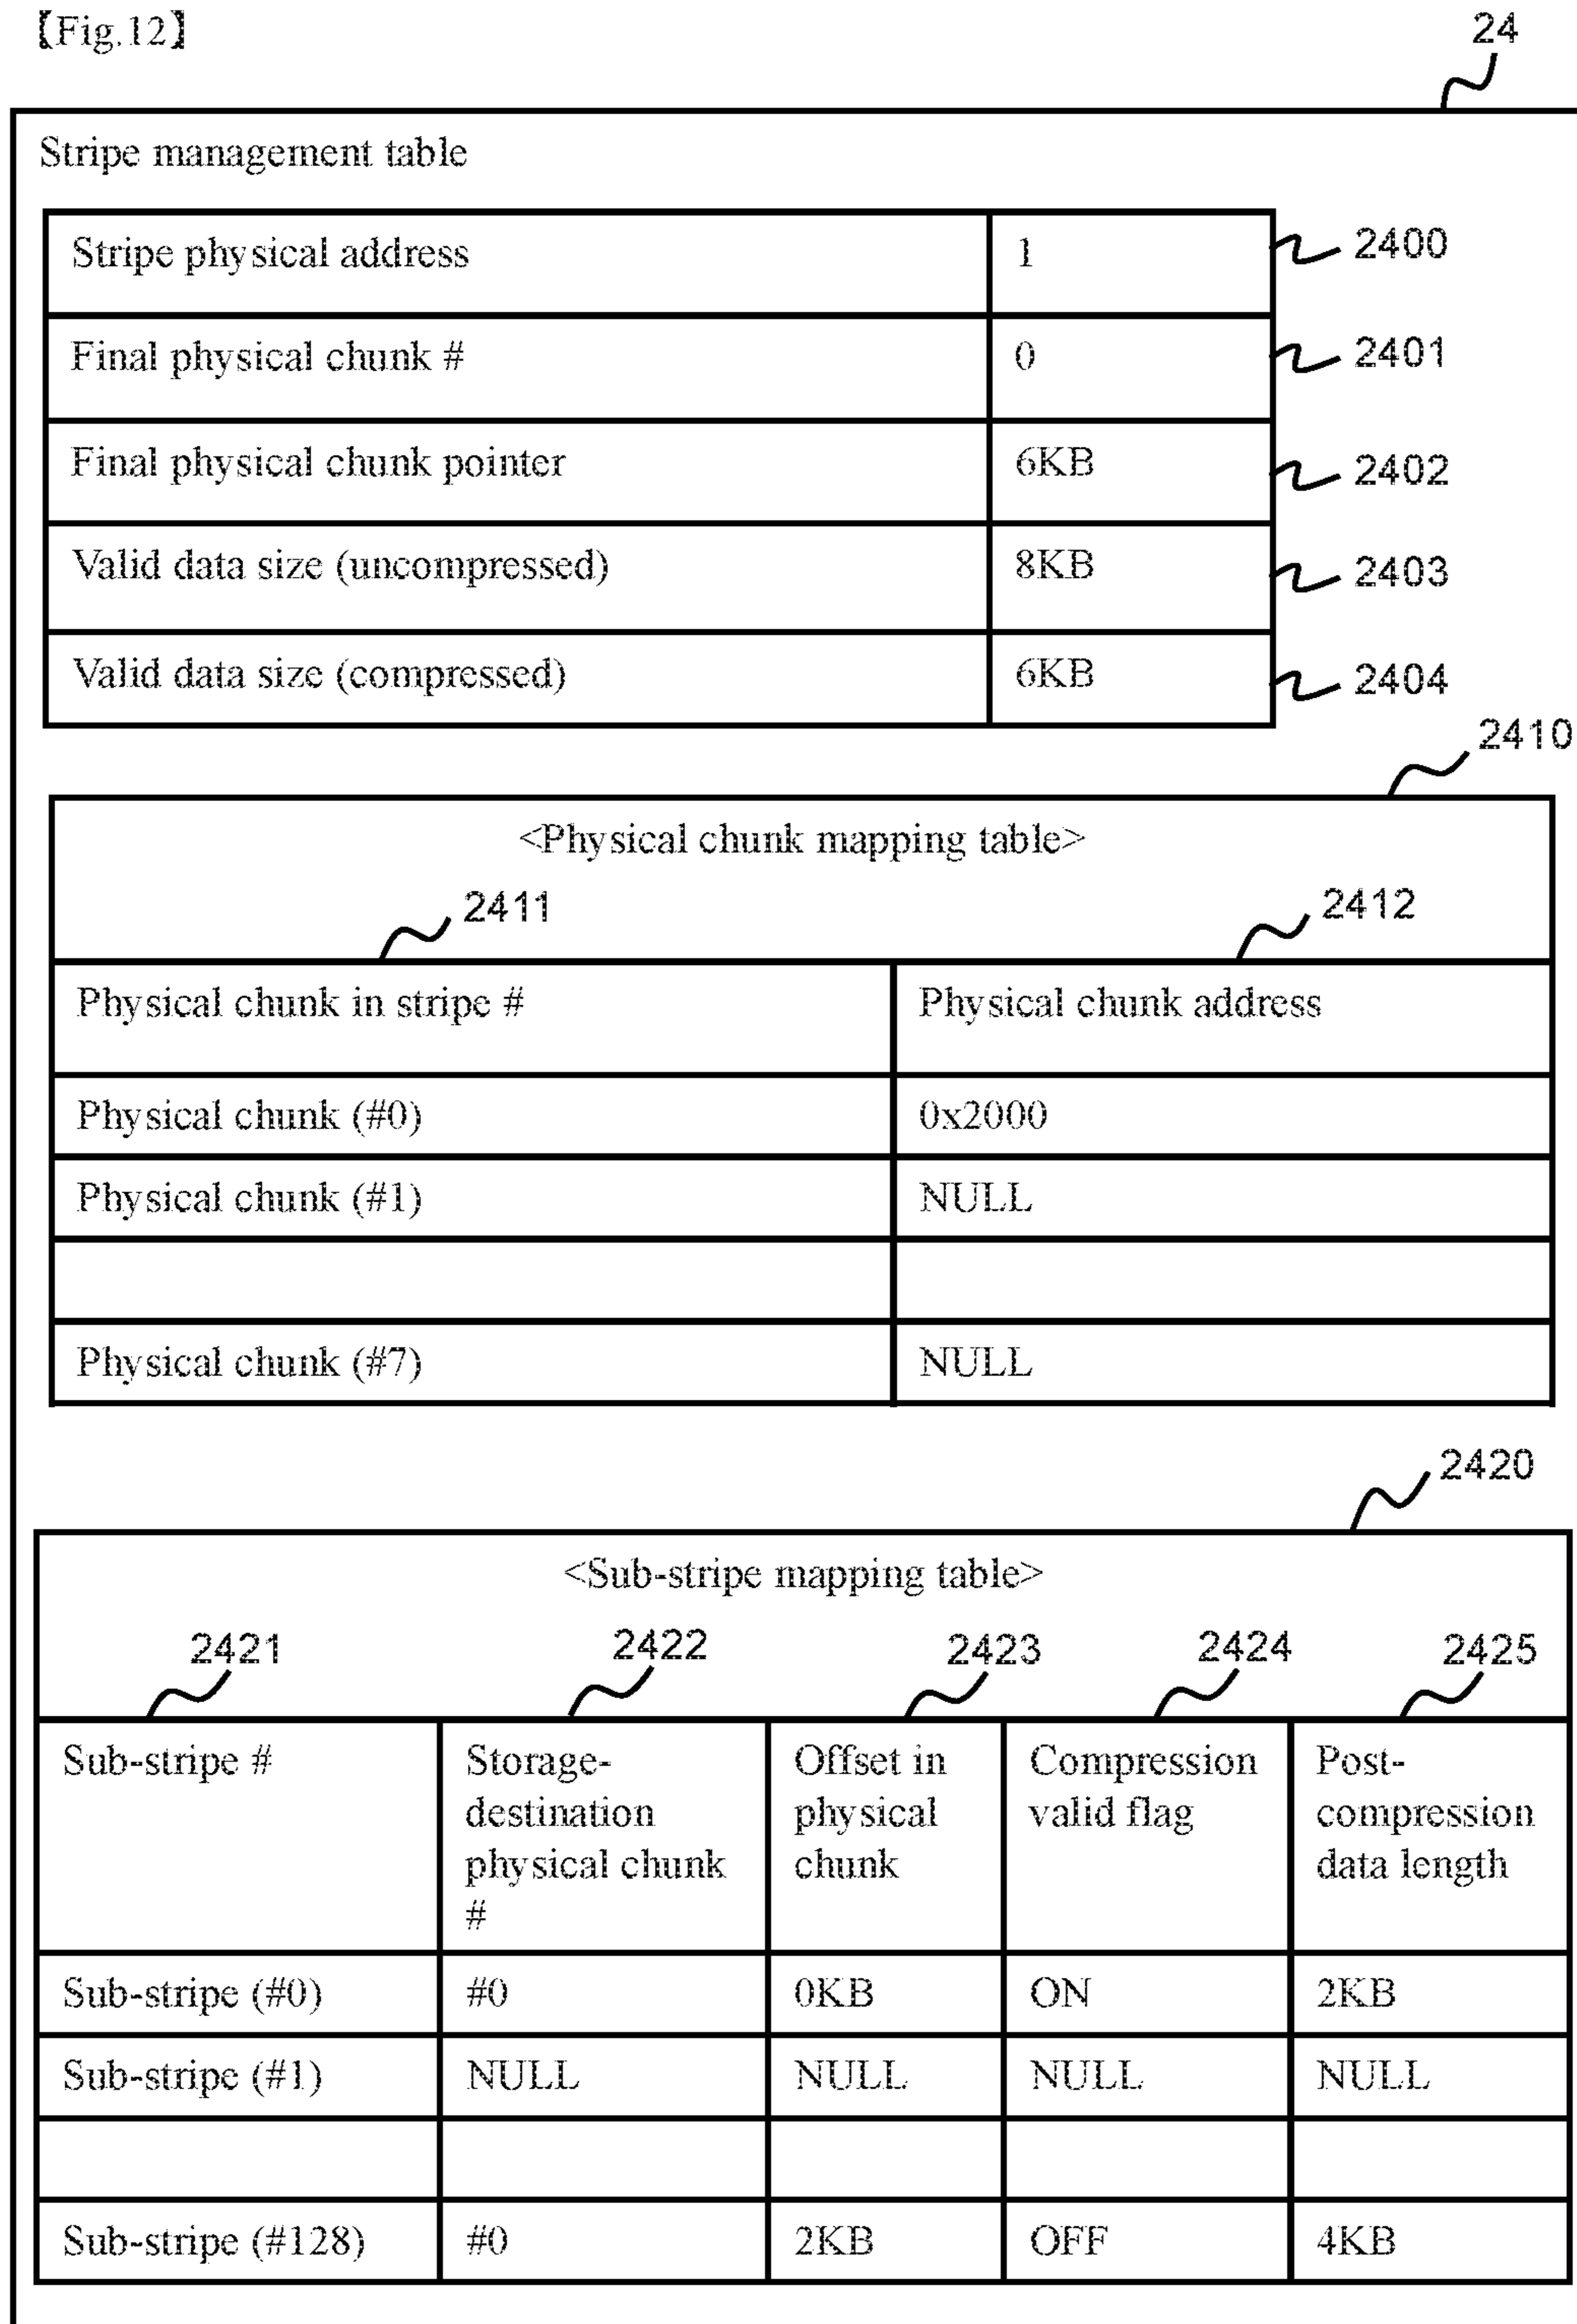 【Fig.12】
24
Stripe management table
Stripe physical address 1 2400
Final physical chunk # 0 2401
Final physical chunk pointer 6KB 2402
Valid data size (uncompressed) 8KB 2403
Valid data size (compressed) 6KB 2404
2410
<Physical chunk mapping table>
2411 2412
Physical chunk in stripe # Physical chunk address
Physical chunk (#0) 0x2000
Physical chunk (#1) NULL
Physical chunk (#7) NULL
2420
<Sub-stripe mapping table>
2421 2422 2423 2424 2425
Sub-stripe # Storage- Offset in Compression Post-
destination physical valid flag compression
physical chunk chunk data length
#
Sub-stripe (#0) #0 0KB ON 2KB
Sub-stripe (#1) NULL NULL NULL NULL
Sub-stripe (#128) #0 2KB OFF 4KB